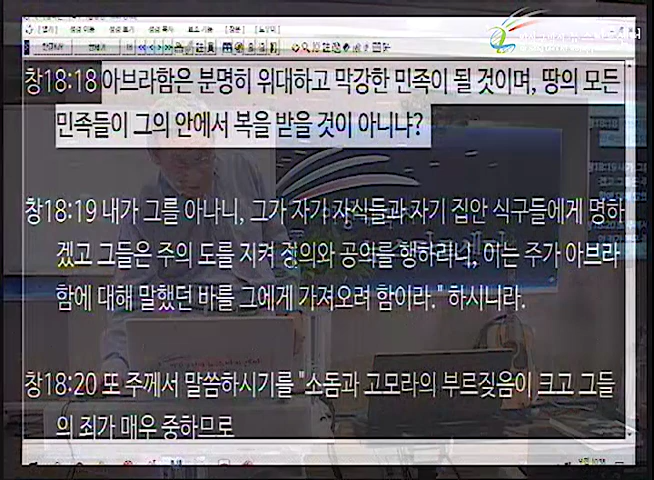 창18:18 아브라함은 분명히 위대하고 막강한 민족이 될 것이며, 땅의 모든
민족들이 그의 안에서 복을 받을 것이 아니냐?
창18:19 내가 그를 아나니, 그가 자기 자식들과 자기 집안 식구들에게 명하
겠고 그들은 주의 도를 지켜 정의와 공의를 행하리니, 이는 주가 아브라
함에 대해 말했던 바를 그에게 가져오려 함이라." 하시니라.
창18:20 또 주께서 말씀하시기를 "소돔과 고모라의 부르짖음이 크고 그들
의 죄가 매우 중하므로